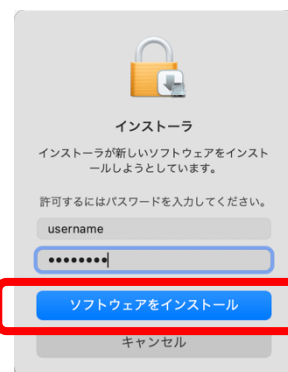 インストーラ
インストーラが新しいソフトウェアをインスト
ールしようとしています。
許可するにはパスワードを入力してください。
username
••••••••
ソフトウェアをインストール
キャンセル